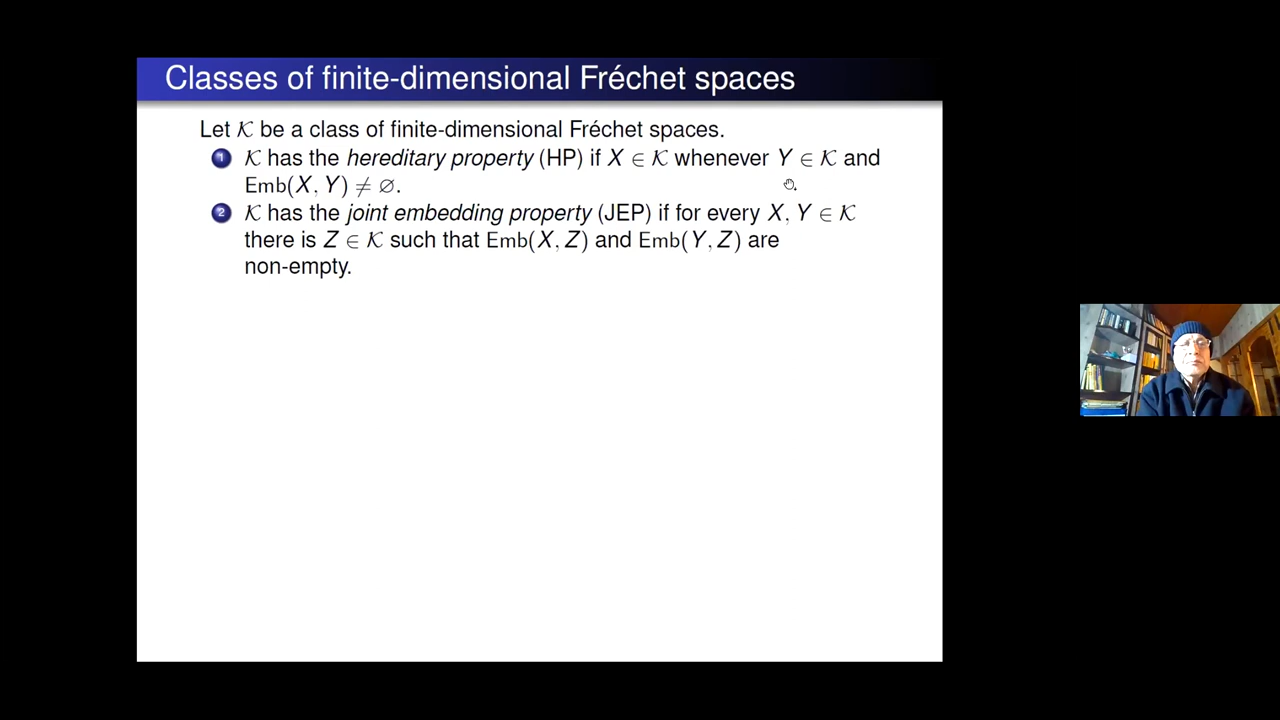 Classes of finite-dimensional Fréchet spaces
Let 𝒦 be a class of finite-dimensional Fréchet spaces.
1 𝒦 has the hereditary property (HP) if X ∈ 𝒦 whenever Y ∈ 𝒦 and
Emb(X, Y) ≠ ∅.
2 𝒦 has the joint embedding property (JEP) if for every X, Y ∈ 𝒦
there is Z ∈ 𝒦 such that Emb(X, Z) and Emb(Y, Z) are
non-empty.